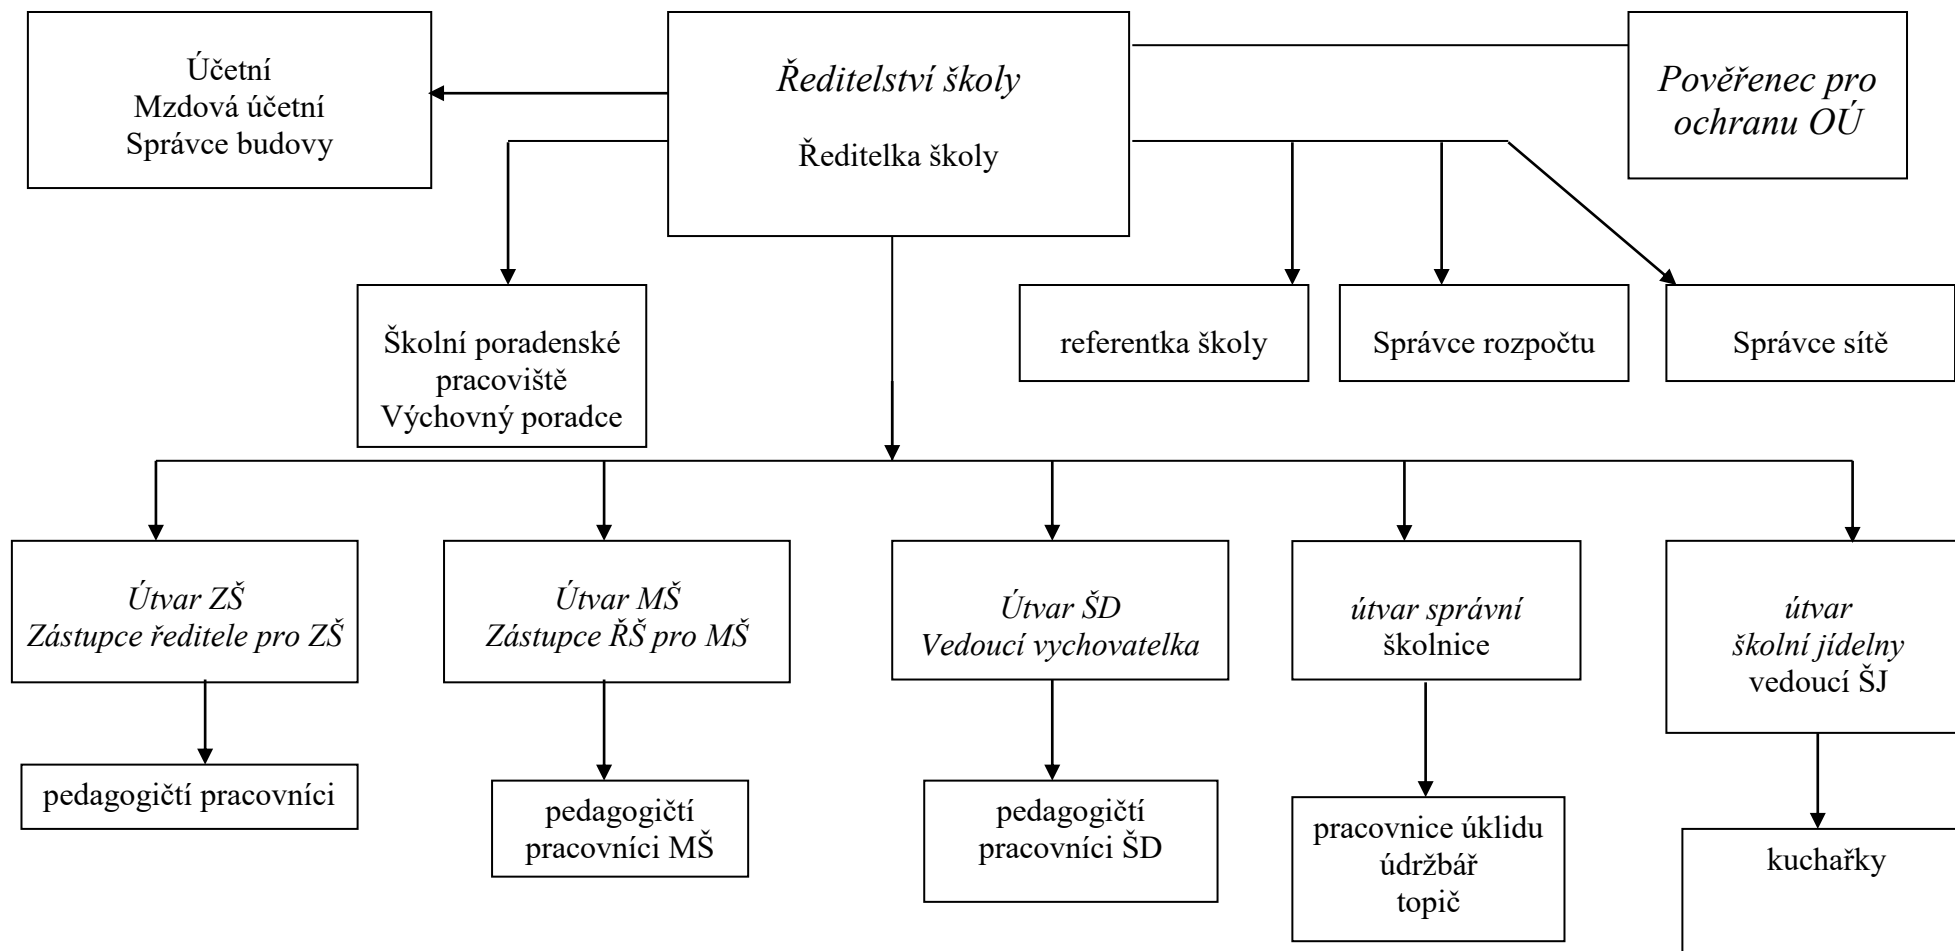 Účetní
Mzdová účetní
Správce budovy
Ředitelství školy
Ředitelka školy
Pověřenec pro
ochranu OÚ
Školní poradenské
pracoviště
Výchovný poradce
referentka školy
Správce rozpočtu
Správce sítě
Útvar ZŠ
Zástupce ředitele pro ZŠ
Útvar MŠ
Zástupce ŘŠ pro MŠ
Útvar ŠD
Vedoucí vychovatelka
útvar správní
školnice
útvar
školní jídelny
vedoucí ŠJ
pedagogičtí pracovníci
pedagogičtí
pracovníci MŠ
pedagogičtí
pracovníci ŠD
pracovnice úklidu
údržbář
topič
kuchařky